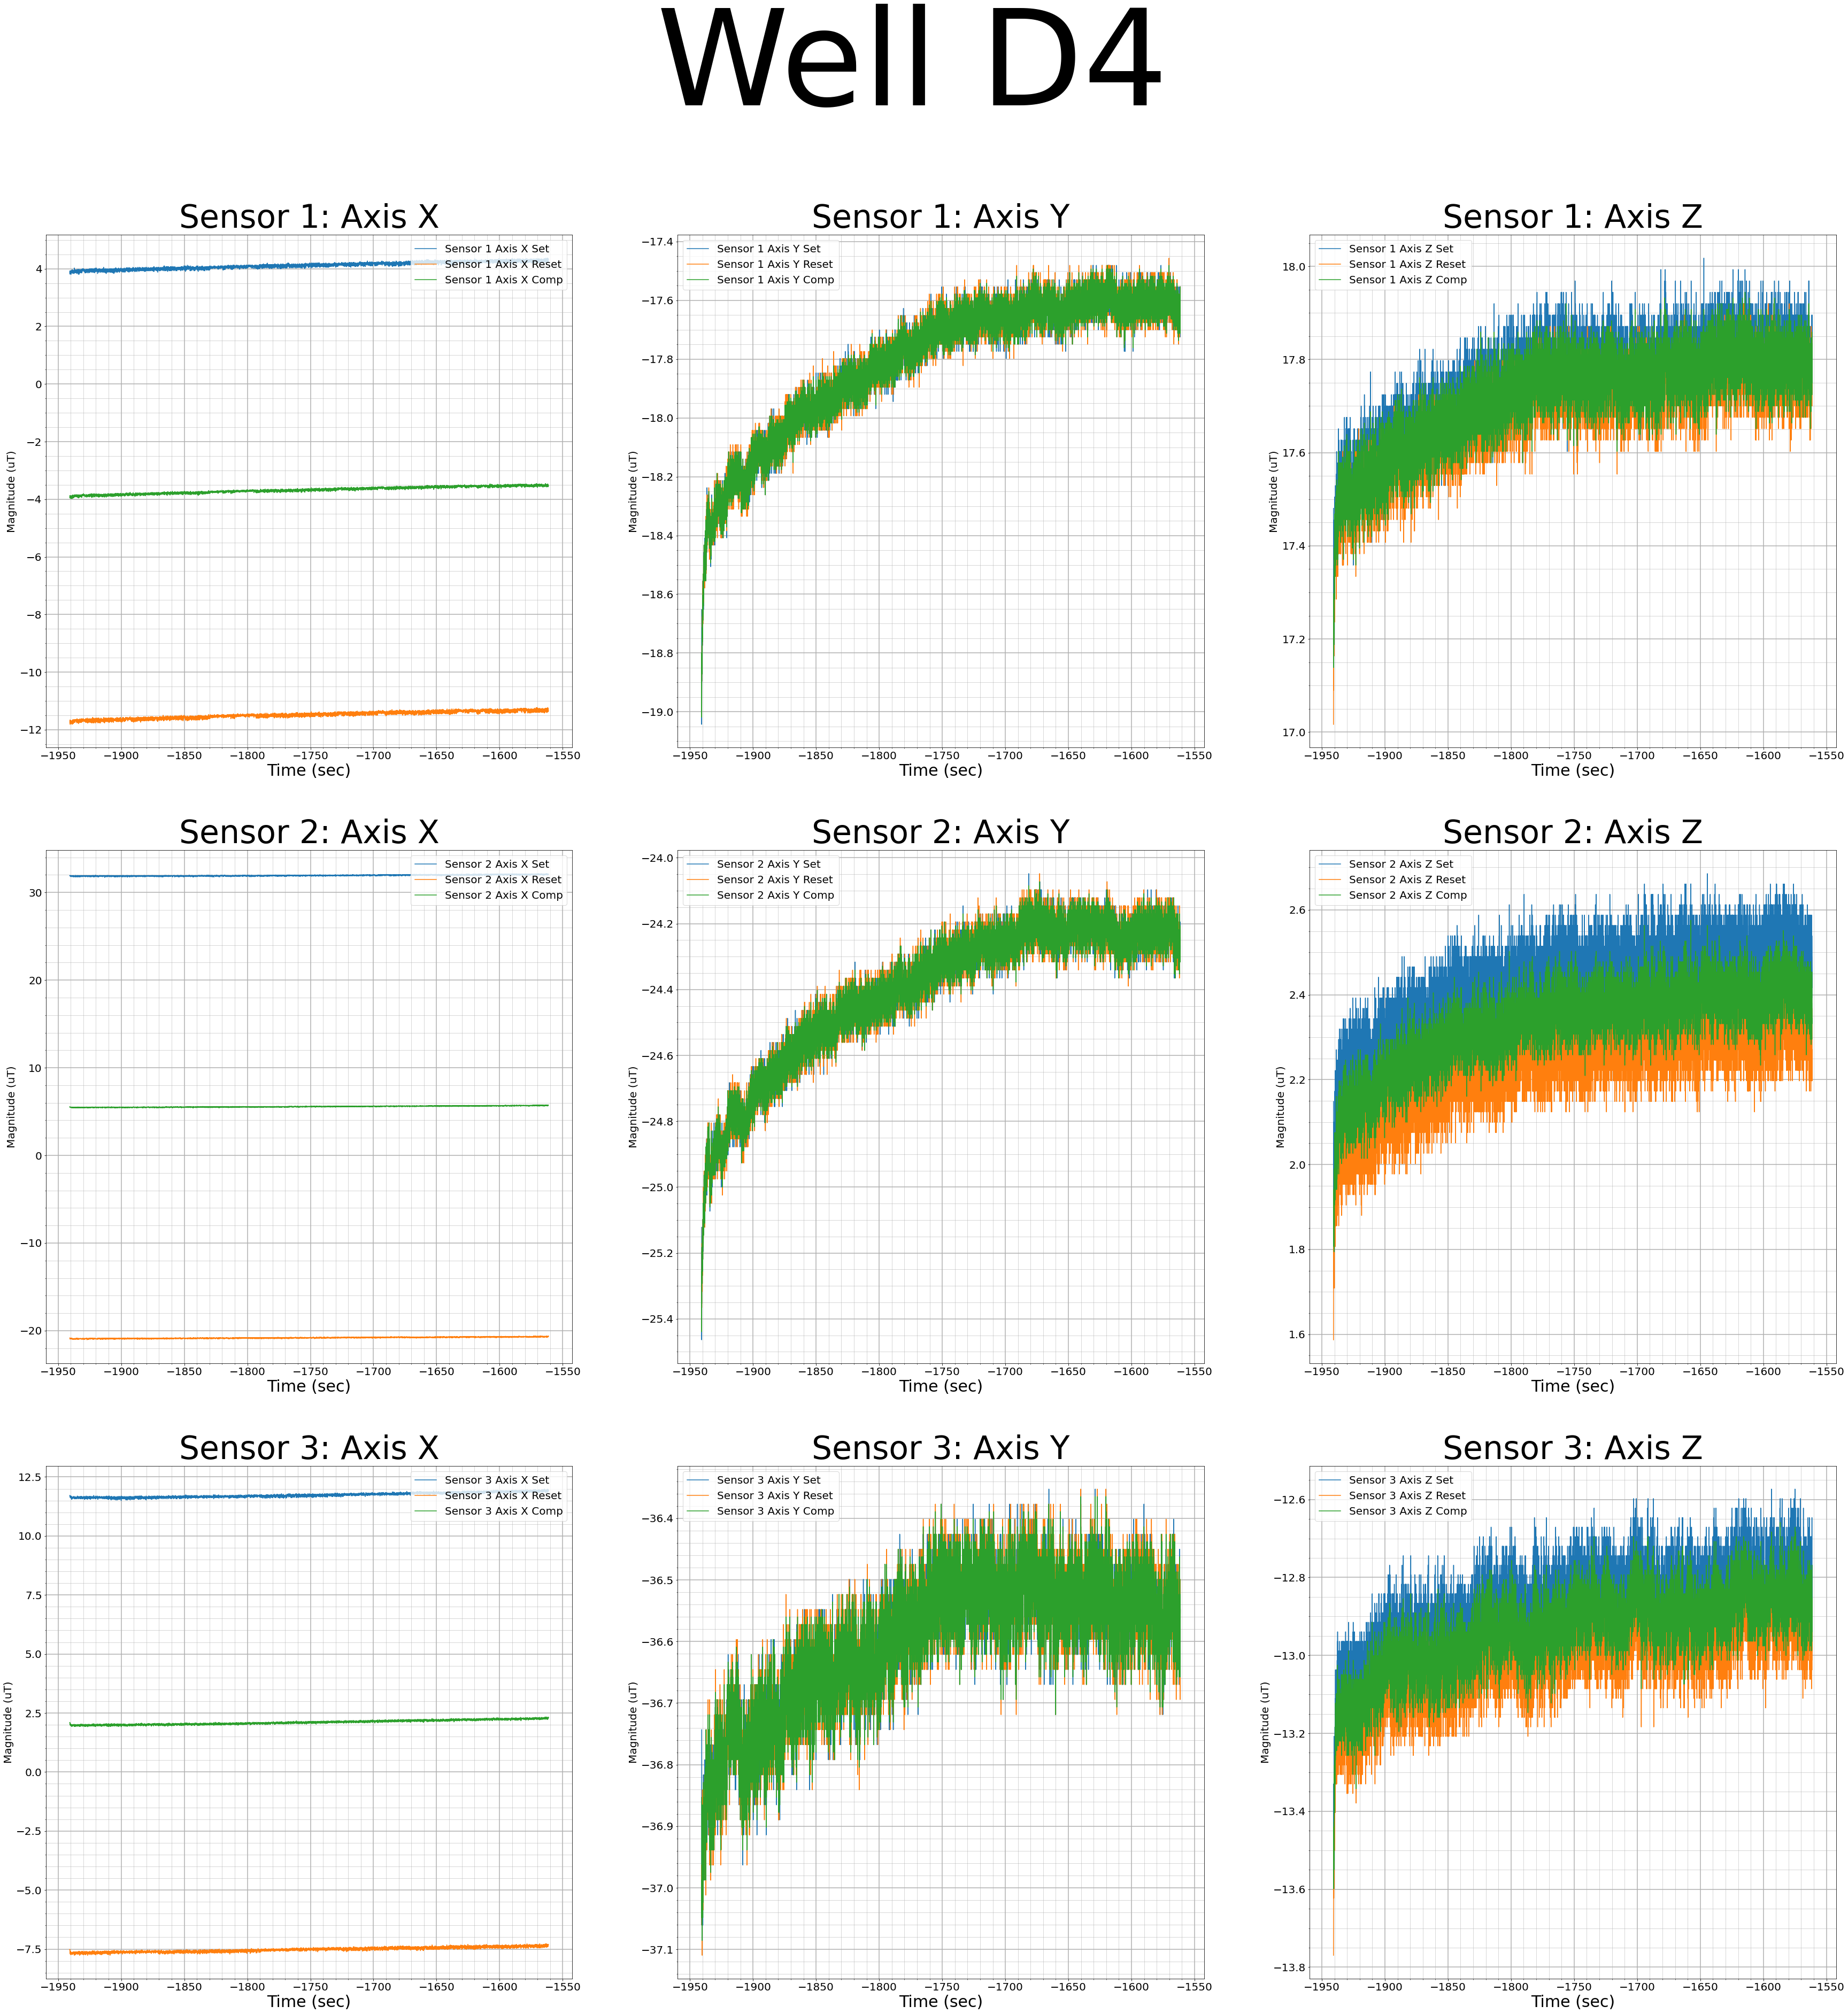 Well D4
Sensor 1: Axis X
Sensor 1 Axis X Set
Sensor 1 Axis X Reset
Sensor 1 Axis X Comp
4
2
0
−2
−4
−6
−8
−10
−12
Magnitude (uT)
−1950 −1900 −1850 −1800 −1750 −1700 −1650 −1600 −1550
Time (sec)
Sensor 1: Axis Y
Sensor 1 Axis Y Set
Sensor 1 Axis Y Reset
Sensor 1 Axis Y Comp
−17.4
−17.6
−17.8
−18.0
−18.2
−18.4
−18.6
−18.8
−19.0
Magnitude (uT)
−1950 −1900 −1850 −1800 −1750 −1700 −1650 −1600 −1550
Time (sec)
Sensor 1: Axis Z
Sensor 1 Axis Z Set
Sensor 1 Axis Z Reset
Sensor 1 Axis Z Comp
18.0
17.8
17.6
17.4
17.2
17.0
Magnitude (uT)
−1950 −1900 −1850 −1800 −1750 −1700 −1650 −1600 −1550
Time (sec)
Sensor 2: Axis X
Sensor 2 Axis X Set
Sensor 2 Axis X Reset
Sensor 2 Axis X Comp
30
20
10
0
−10
−20
Magnitude (uT)
−1950 −1900 −1850 −1800 −1750 −1700 −1650 −1600 −1550
Time (sec)
Sensor 2: Axis Y
Sensor 2 Axis Y Set
Sensor 2 Axis Y Reset
Sensor 2 Axis Y Comp
−24.0
−24.2
−24.4
−24.6
−24.8
−25.0
−25.2
−25.4
Magnitude (uT)
−1950 −1900 −1850 −1800 −1750 −1700 −1650 −1600 −1550
Time (sec)
Sensor 2: Axis Z
Sensor 2 Axis Z Set
Sensor 2 Axis Z Reset
Sensor 2 Axis Z Comp
2.6
2.4
2.2
2.0
1.8
1.6
Magnitude (uT)
−1950 −1900 −1850 −1800 −1750 −1700 −1650 −1600 −1550
Time (sec)
Sensor 3: Axis X
Sensor 3 Axis X Set
Sensor 3 Axis X Reset
Sensor 3 Axis X Comp
12.5
10.0
7.5
5.0
2.5
0.0
−2.5
−5.0
−7.5
Magnitude (uT)
−1950 −1900 −1850 −1800 −1750 −1700 −1650 −1600 −1550
Time (sec)
Sensor 3: Axis Y
Sensor 3 Axis Y Set
Sensor 3 Axis Y Reset
Sensor 3 Axis Y Comp
−36.4
−36.5
−36.6
−36.7
−36.8
−36.9
−37.0
−37.1
Magnitude (uT)
−1950 −1900 −1850 −1800 −1750 −1700 −1650 −1600 −1550
Time (sec)
Sensor 3: Axis Z
Sensor 3 Axis Z Set
Sensor 3 Axis Z Reset
Sensor 3 Axis Z Comp
−12.6
−12.8
−13.0
−13.2
−13.4
−13.6
−13.8
Magnitude (uT)
−1950 −1900 −1850 −1800 −1750 −1700 −1650 −1600 −1550
Time (sec)